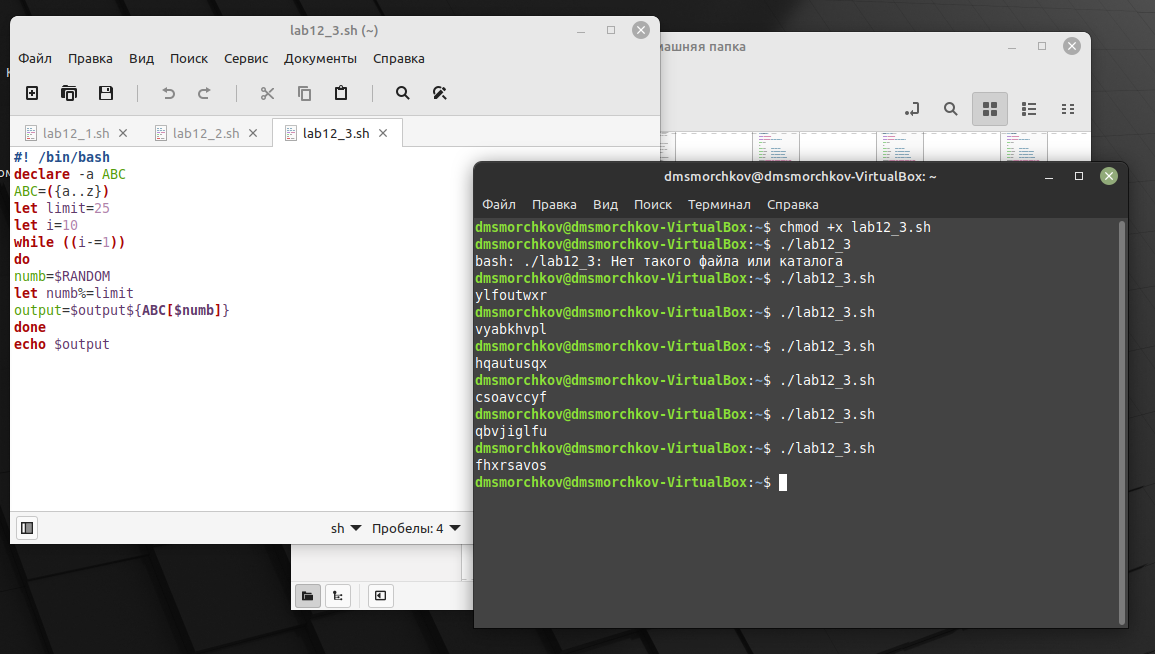 lab12_3.sh (~)
Файл Правка Вид Поиск Сервис Документы Справка
lab12_1.sh
lab12_2.sh
lab12_3.sh
#! /bin/bash
declare -a ABC
ABC=({a..z})
let limit=25
let i=10
while ((i-=1))
do
numb=$RANDOM
let numb%=limit
output=$output${ABC[$numb]}
done
echo $output
sh Пробелы: 4
машняя папка
dmsmorchkov@dmsmorchkov-VirtualBox: ~
Файл Правка Вид Поиск Терминал Справка
dmsmorchkov@dmsmorchkov-VirtualBox:~$ chmod +x lab12_3.sh
dmsmorchkov@dmsmorchkov-VirtualBox:~$ ./lab12_3
bash: ./lab12_3: Нет такого файла или каталога
dmsmorchkov@dmsmorchkov-VirtualBox:~$ ./lab12_3.sh
ylfoutwxr
dmsmorchkov@dmsmorchkov-VirtualBox:~$ ./lab12_3.sh
vyabkhvpl
dmsmorchkov@dmsmorchkov-VirtualBox:~$ ./lab12_3.sh
hqautusqx
dmsmorchkov@dmsmorchkov-VirtualBox:~$ ./lab12_3.sh
csoavccyf
dmsmorchkov@dmsmorchkov-VirtualBox:~$ ./lab12_3.sh
qbvjiglfu
dmsmorchkov@dmsmorchkov-VirtualBox:~$ ./lab12_3.sh
fhxrsavos
dmsmorchkov@dmsmorchkov-VirtualBox:~$